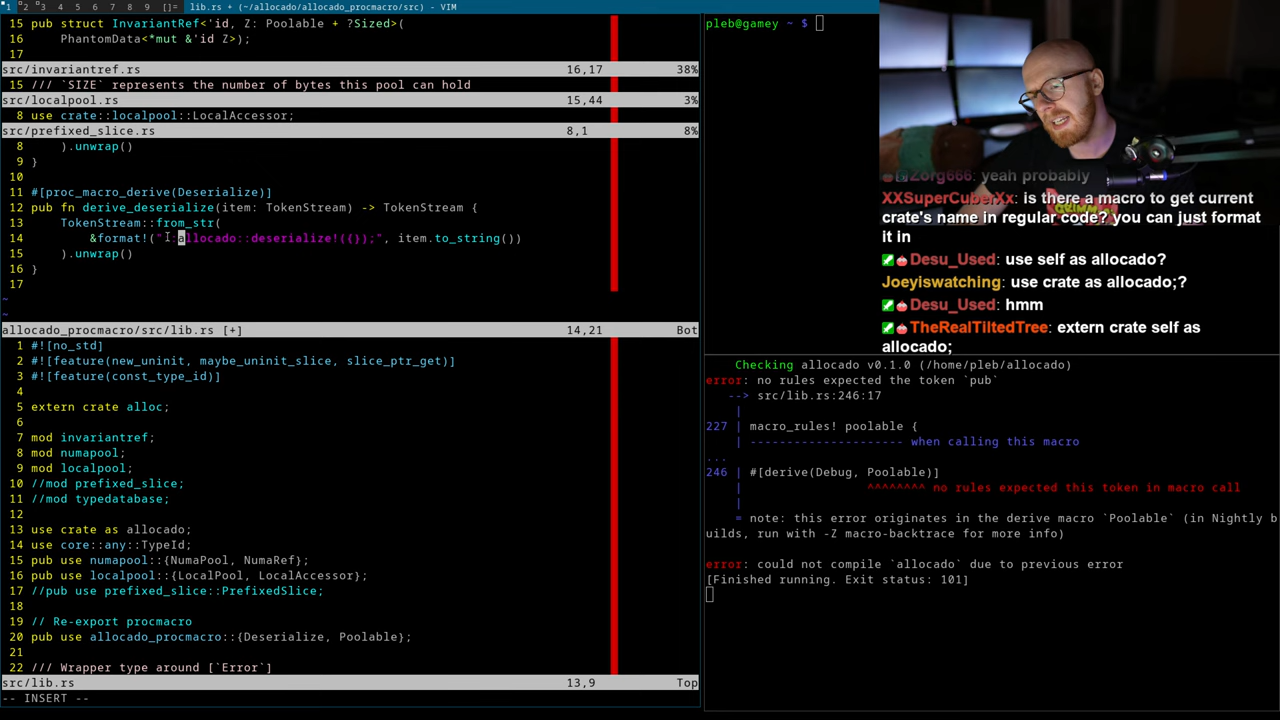 1 2 3 4 5 6 7 8 9 []= lib.rs + (~/allocado/allocado_procmacro/src) - VIM
15 pub struct InvariantRef<'id, Z: Poolable + ?Sized>(
16     PhantomData<*mut &'id Z>);
17
src/invariantref.rs 16,17 38%
15 /// `SIZE` represents the number of bytes this pool can hold
src/localpool.rs 15,44 3%
8 use crate::localpool::LocalAccessor;
src/prefixed_slice.rs 8,1 8%
8     ).unwrap()
9 }
10
11 #[proc_macro_derive(Deserialize)]
12 pub fn derive_deserialize(item: TokenStream) -> TokenStream {
13     TokenStream::from_str(
14         &format!("::allocado::deserialize!({});", item.to_string())
15     ).unwrap()
16 }
17
~
~
allocado_procmacro/src/lib.rs [+] 14,21 Bot
1 #![no_std]
2 #![feature(new_uninit, maybe_uninit_slice, slice_ptr_get)]
3 #![feature(const_type_id)]
4
5 extern crate alloc;
6
7 mod invariantref;
8 mod numapool;
9 mod localpool;
10 //mod prefixed_slice;
11 //mod typedatabase;
12
13 use crate as allocado;
14 use core::any::TypeId;
15 pub use numapool::{NumaPool, NumaRef};
16 pub use localpool::{LocalPool, LocalAccessor};
17 //pub use prefixed_slice::PrefixedSlice;
18
19 // Re-export procmacro
20 pub use allocado_procmacro::{Deserialize, Poolable};
21
22 /// Wrapper type around [`Error`]
src/lib.rs 13,9 Top
-- INSERT --
pleb@gamey ~ $
Zorg666: yeah probably
XXSuperCuberXx: is there a macro to get current
crate's name in regular code? you can just format
it in
Desu_Used: use self as allocado?
Joeyiswatching: use crate as allocado;?
Desu_Used: hmm
TheRealTiltedTree: extern crate self as
allocado;
Checking allocado v0.1.0 (/home/pleb/allocado)
error: no rules expected the token `pub`
--> src/lib.rs:246:17
|
227 | macro_rules! poolable {
| --------------------- when calling this macro
...
246 | #[derive(Debug, Poolable)]
| ^^^^^^^^ no rules expected this token in macro call
|
= note: this error originates in the derive macro `Poolable` (in Nightly b
uilds, run with -Z macro-backtrace for more info)
error: could not compile `allocado` due to previous error
[Finished running. Exit status: 101]